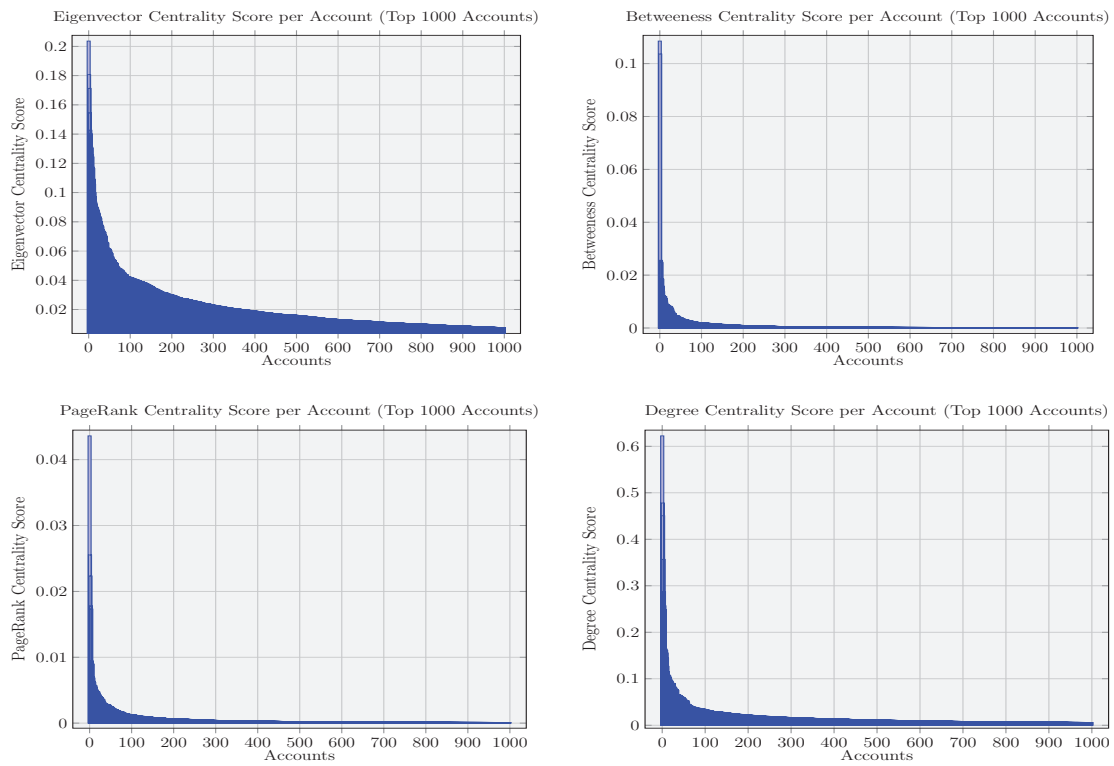 Eigenvector Centrality Score per Account (Top 1000 Accounts)
0.2
0.18
0.16
0.14
0.12
0.1
0.08
0.06
0.04
0.02
Eigenvector Centrality Score
0 100 200 300 400 500 600 700 800 900 1000
Accounts
Betweeness Centrality Score per Account (Top 1000 Accounts)
0.1
0.08
0.06
0.04
0.02
0
Betweeness Centrality Score
0 100 200 300 400 500 600 700 800 900 1000
Accounts
PageRank Centrality Score per Account (Top 1000 Accounts)
0.04
0.03
0.02
0.01
0
PageRank Centrality Score
0 100 200 300 400 500 600 700 800 900 1000
Accounts
Degree Centrality Score per Account (Top 1000 Accounts)
0.6
0.5
0.4
0.3
0.2
0.1
0
Degree Centrality Score
0 100 200 300 400 500 600 700 800 900 1000
Accounts